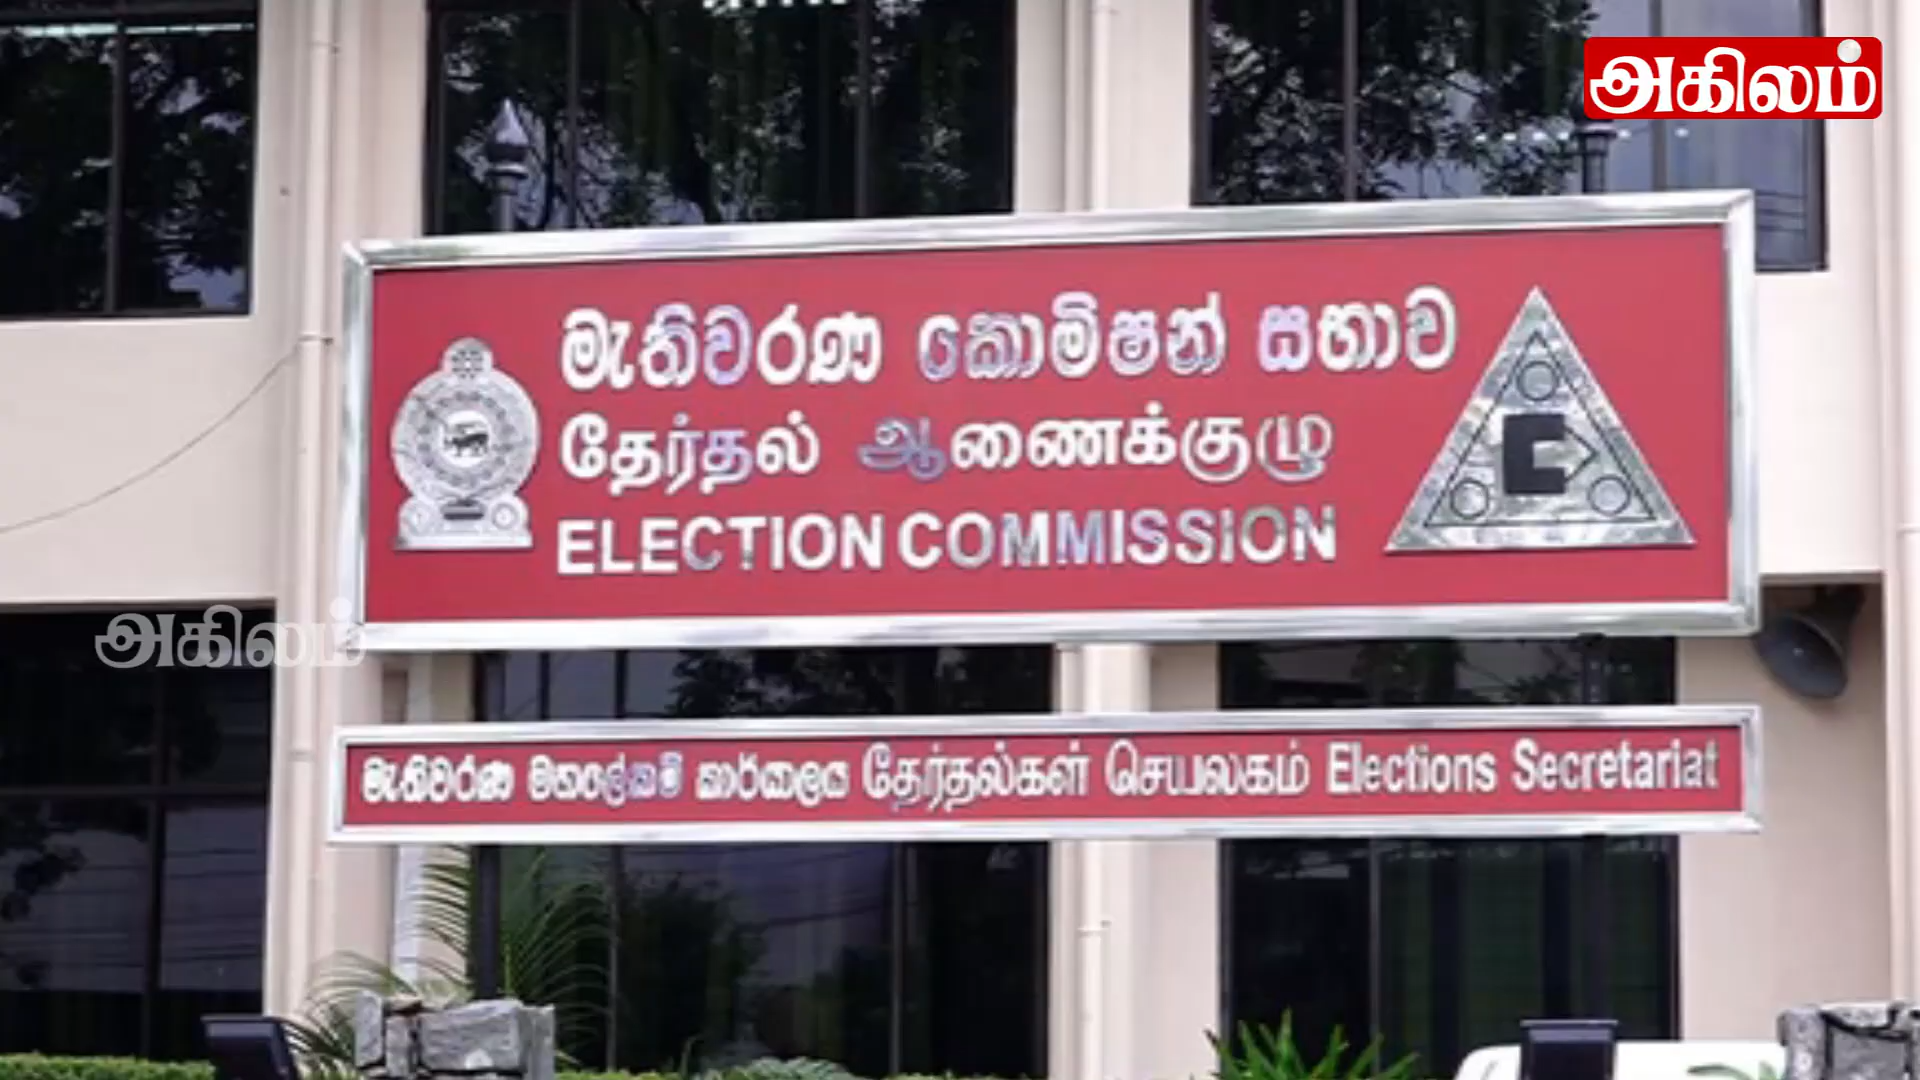 அகிலம்
මැතිවරණ කොමිෂන් සභාව
தேர்தல் ஆணைக்குழு
ELECTION COMMISSION
E
அகிலம்
මැතිවරණ මහලේකම් කාර්යාලය தேர்தல்கள் செயலகம் Elections Secretariat